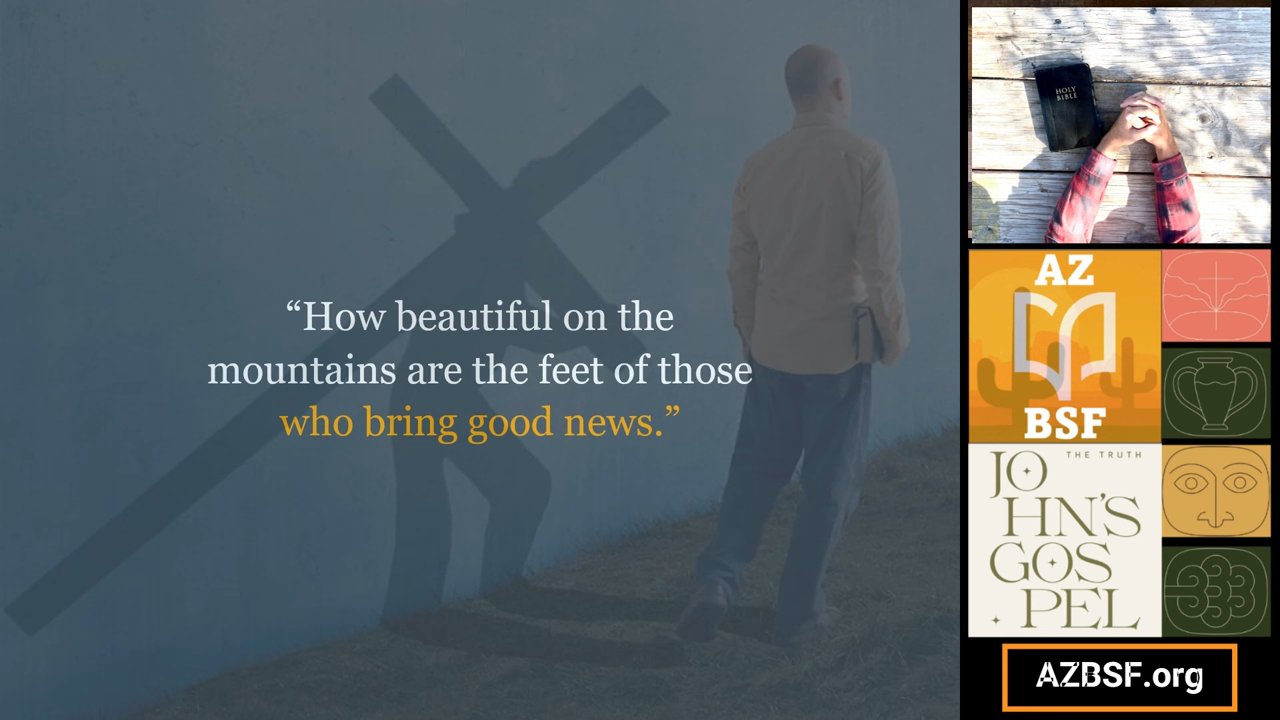 “How beautiful on the
mountains are the feet of those
who bring good news.”
HOLY
BIBLE
AZ
BSF
THE TRUTH
JO
HN'S
GOS
PEL
AZBSF.org